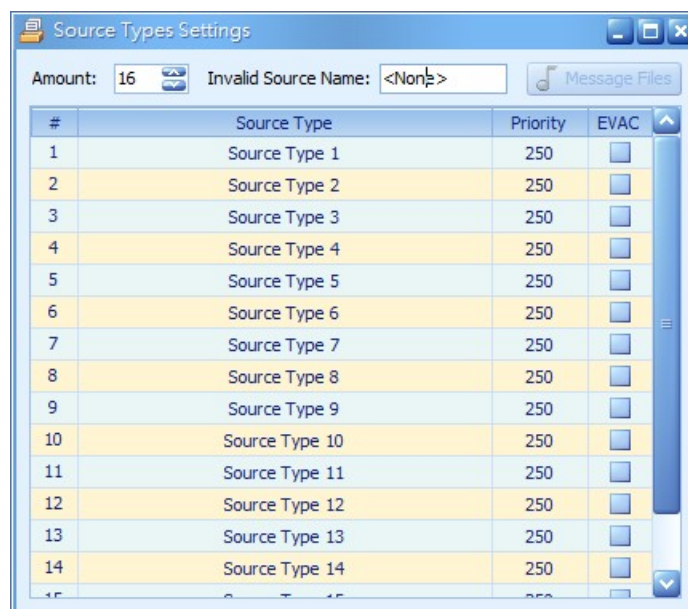 Source Types Settings
Amount: 16 Invalid Source Name: <None> Message Files
# Source Type Priority EVAC
1 Source Type 1 250
2 Source Type 2 250
3 Source Type 3 250
4 Source Type 4 250
5 Source Type 5 250
6 Source Type 6 250
7 Source Type 7 250
8 Source Type 8 250
9 Source Type 9 250
10 Source Type 10 250
11 Source Type 11 250
12 Source Type 12 250
13 Source Type 13 250
14 Source Type 14 250